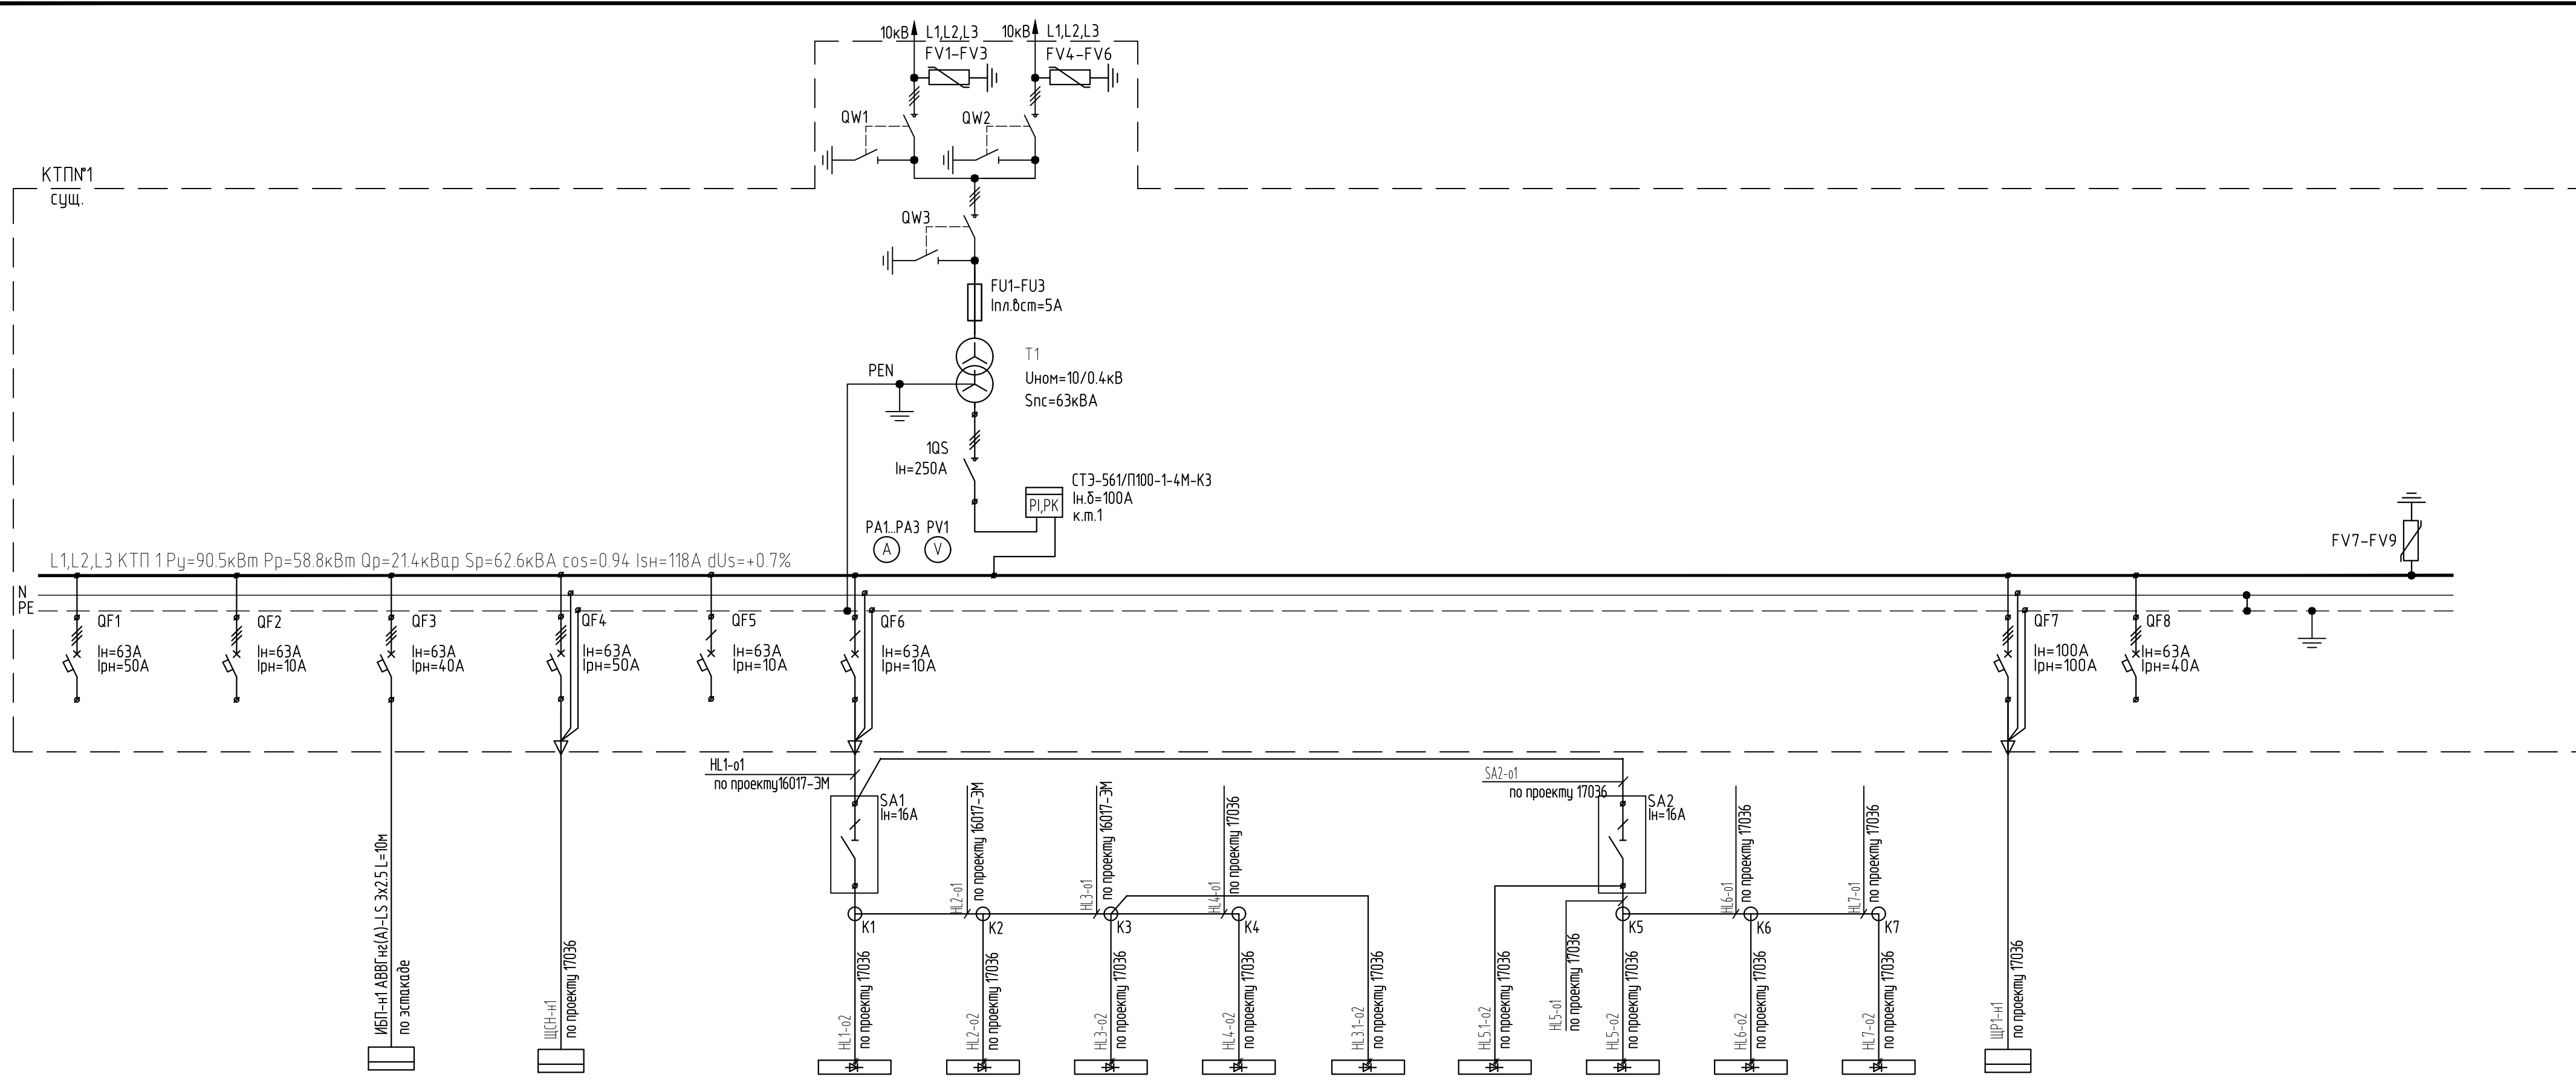 10кВ L1,L2,L3
FV1-FV3
10кВ L1,L2,L3
FV4-FV6
QW1
QW2
КТП№1
сущ.
QW3
FU1-FU3
Iпл.вст=5А
T1
Uном=10/0.4кВ
Sпс=63кВА
PEN
1QS
Iн=250А
СТЭ-561/П100-1-4М-К3
Iн.б=100А
к.т.1
PI,PK
PA1...PA3 PV1
A
V
FV7-FV9
L1,L2,L3 КТП 1 Ру=90.5кВт Рр=58.8кВт Qр=21.4кВар Sр=62.6кВА cos=0.94 Isн=118А dUs=+0.7%
N
PE
QF1
Iн=63А
Iрн=50А
QF2
Iн=63А
Iрн=10А
QF3
Iн=63А
Iрн=40А
QF4
Iн=63А
Iрн=50А
QF5
Iн=63А
Iрн=10А
QF6
Iн=63А
Iрн=10А
QF7
Iн=100А
Iрн=100А
QF8
Iн=63А
Iрн=40А
HL1-о1
по проекту16017-ЭМ
SA1
Iн=16А
SA2-о1
по проекту 17036
SA2
Iн=16А
HL2-о1
по проекту 16017-ЭМ
HL3-о1
по проекту 16017-ЭМ
HL4-о1
по проекту 17036
HL6-о1
по проекту 17036
HL7-о1
по проекту 17036
K1
K2
K3
K4
K5
K6
K7
ИБП-н1 АВВГнг(А)-LS 3х2.5 L=10м
по эстакаде
ЩСН-н1
по проекту 17036
HL1-о2
по проекту 17036
HL2-о2
по проекту 17036
HL3-о2
по проекту 17036
HL4-о2
по проекту 17036
HL3.1-о2
по проекту 17036
HL5.1-о2
по проекту 17036
HL5-о1
по проекту 17036
HL5-о2
по проекту 17036
HL6-о2
по проекту 17036
HL7-о2
по проекту 17036
ЩР1-н1
по проекту 17036